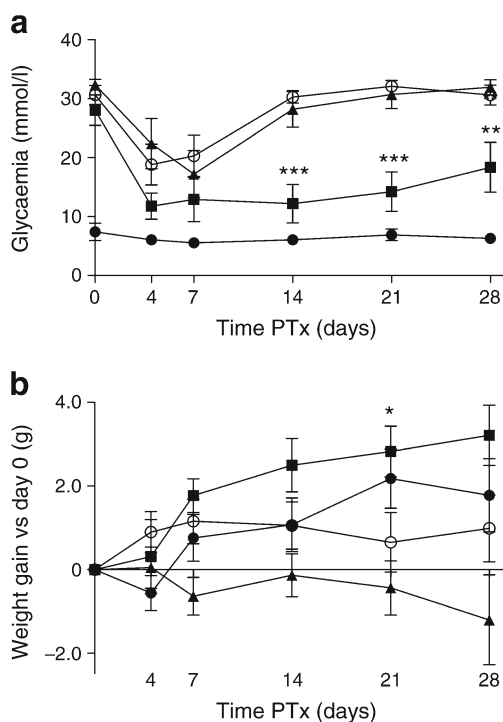 a
40
30
20
10
0
Glycaemia (mmol/l)
***
***
**
0 4 7 14 21 28
Time PTx (days)
b
4.0
2.0
0
–2.0
Weight gain vs day 0 (g)
*
4 7 14 21 28
Time PTx (days)